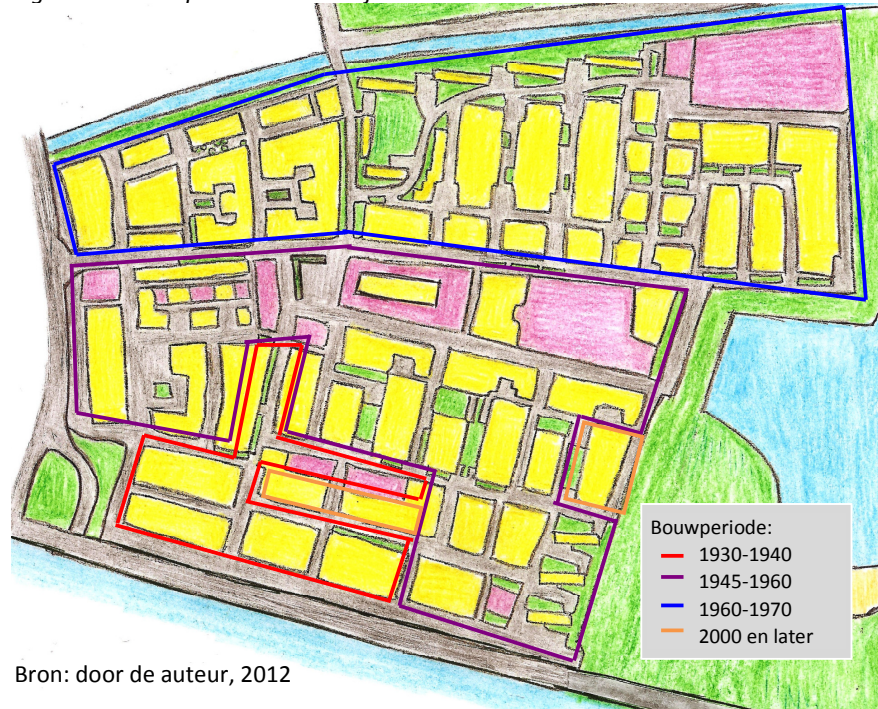 Bouwperiode:
1930-1940
1945-1960
1960-1970
2000 en later
Bron: door de auteur, 2012